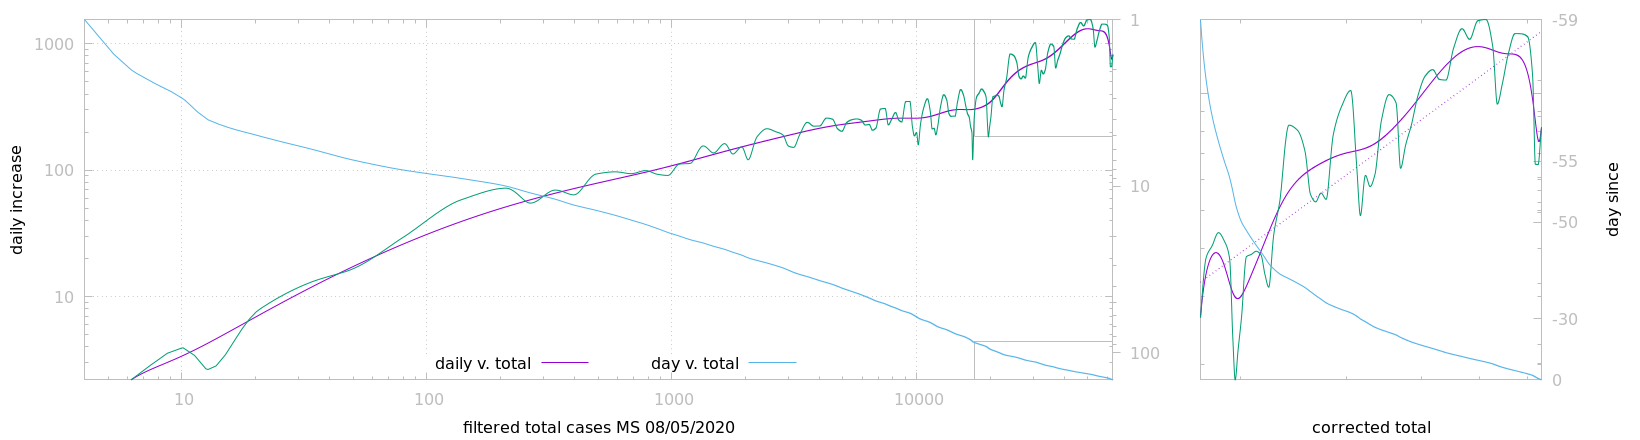 1000
100
10
daily increase
10
100
1000
10000
1
10
100
daily v. total
day v. total
filtered total cases MS 08/05/2020
-59
-55
-50
-30
0
day since
corrected total